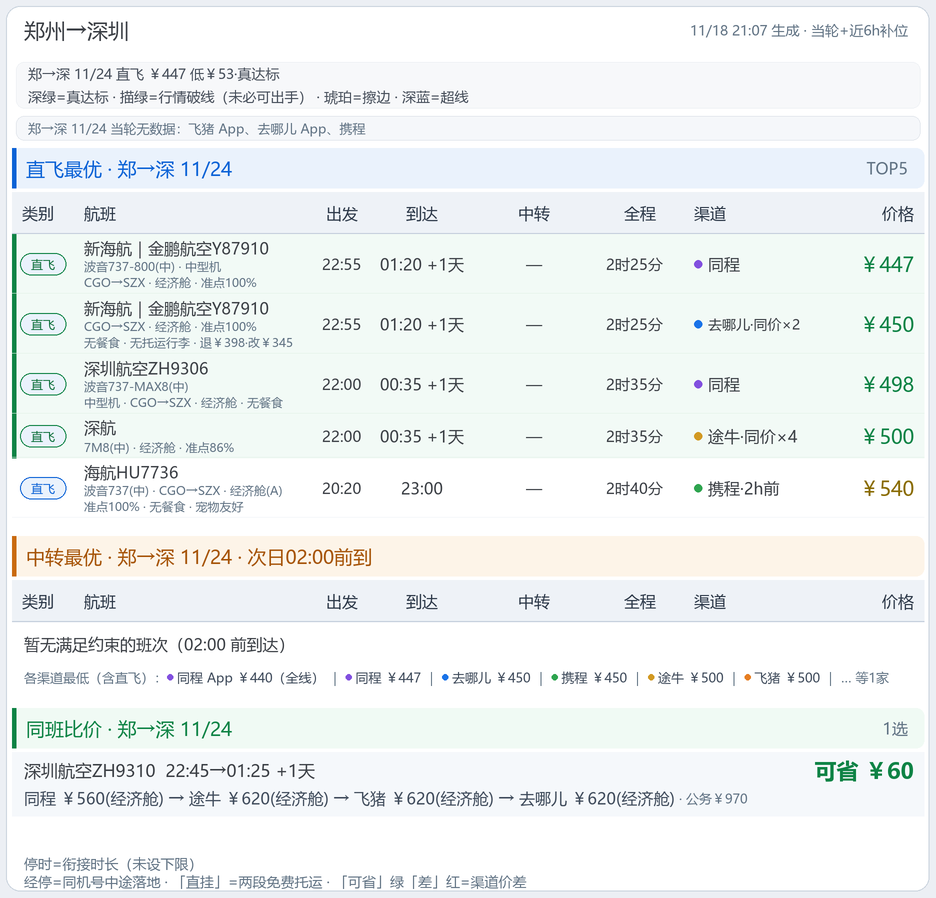 郑州→深圳
11/18 21:07 生成 · 当轮+近6h补位
郑→深 11/24 直飞 ￥447 低￥53·真达标
深绿=真达标 · 描绿=行情破线（未必可出手） · 琥珀=擦边 · 深蓝=超线
郑→深 11/24 当轮无数据：飞猪 App、去哪儿 App、携程
直飞最优 · 郑→深 11/24 TOP5
类别 航班 出发 到达 中转 全程 渠道 价格
新海航｜金鹏航空Y87910
直飞 波音737-800(中) · 中型机 22:55 01:20 +1天 — 2时25分 同程 ￥447
CGO→SZX · 经济舱 · 准点100%
新海航｜金鹏航空Y87910
直飞 CGO→SZX · 经济舱 · 准点100% 22:55 01:20 +1天 — 2时25分 去哪儿·同价×2 ￥450
无餐食 · 无托运行李 · 退￥398·改￥345
深圳航空ZH9306
直飞 波音737-MAX8(中) 22:00 00:35 +1天 — 2时35分 同程 ￥498
中型机 · CGO→SZX · 经济舱 · 无餐食
深航
直飞 7M8(中) · 经济舱 · 准点86% 22:00 00:35 +1天 — 2时35分 途牛·同价×4 ￥500
海航HU7736
直飞 波音737(中) · CGO→SZX · 经济舱(A) 20:20 23:00 — 2时40分 携程·2h前 ￥540
准点100% · 无餐食 · 宠物友好
中转最优 · 郑→深 11/24 · 次日02:00前到
类别 航班 出发 到达 中转 全程 渠道 价格
暂无满足约束的班次（02:00 前到达）
各渠道最低（含直飞）: 同程 App ￥440（全线） | 同程 ￥447 | 去哪儿 ￥450 | 携程 ￥450 | 途牛 ￥500 | 飞猪 ￥500 | … 等1家
同班比价 · 郑→深 11/24 1选
深圳航空ZH9310 22:45→01:25 +1天 可省 ￥60
同程 ￥560(经济舱) → 途牛 ￥620(经济舱) → 飞猪 ￥620(经济舱) → 去哪儿 ￥620(经济舱) · 公务￥970
停时=衔接时长（未设下限）
经停=同机号中途落地 · 「直挂」=两段免费托运 · 「可省」绿「差」红=渠道价差